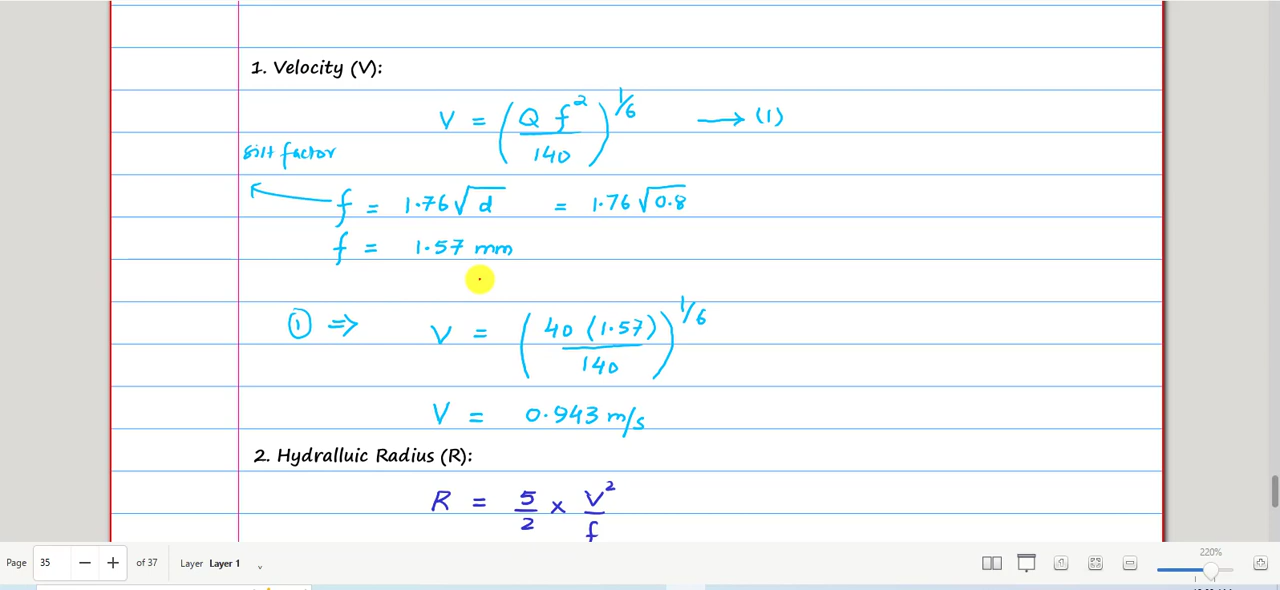 1. Velocity (V):
V = (Q f² / 140)^1/6 → (1)
silt factor
f = 1.76√d = 1.76√0.8
f = 1.57 mm
① ⇒ V = (40 (1.57) / 140)^1/6
V = 0.943 m/s
2. Hydralluic Radius (R):
R = 5/2 × V²/f
Page 35 of 37 Layer Layer 1 220%